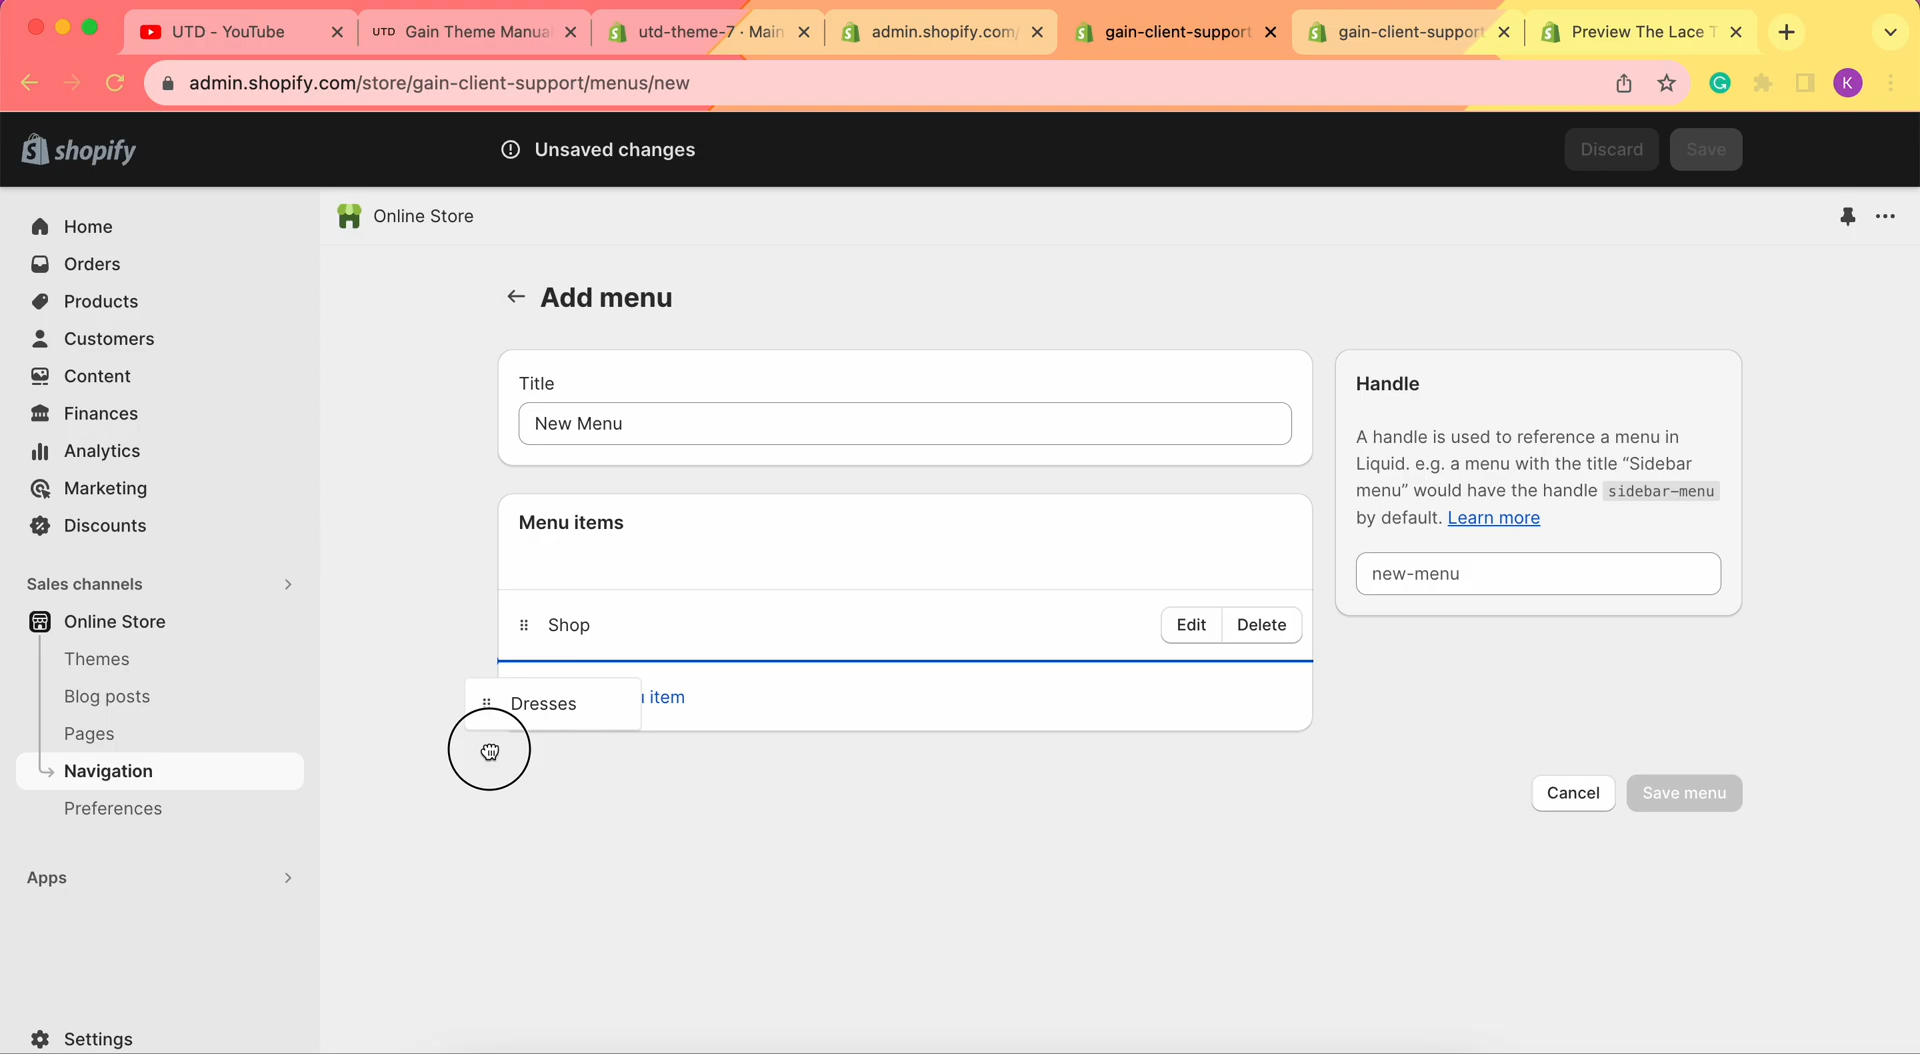 UTD - YouTube
UTD Gain Theme Manua
utd-theme-7 · Main
admin.shopify.com/
gain-client-support
gain-client-support
Preview The Lace T
admin.shopify.com/store/gain-client-support/menus/new
K
shopify
Unsaved changes
Discard
Save
Home
Orders
Products
Customers
Content
Finances
Analytics
Marketing
Discounts
Sales channels
Online Store
Themes
Blog posts
Pages
Navigation
Preferences
Apps
Settings
Online Store
Add menu
Title
New Menu
Menu items
Shop
Edit
Delete
Dresses
item
Handle
A handle is used to reference a menu in
Liquid. e.g. a menu with the title “Sidebar
menu” would have the handle sidebar-menu
by default. Learn more
new-menu
Cancel
Save menu